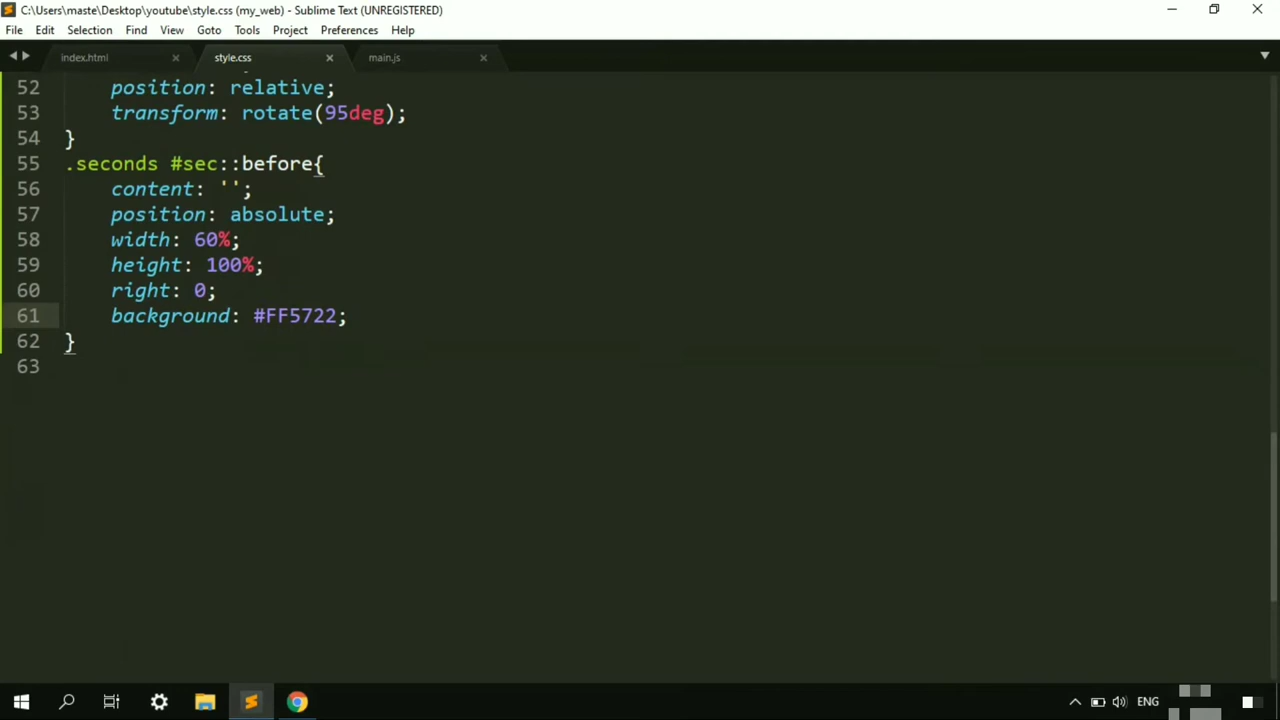 C:\Users\maste\Desktop\youtube\style.css (my_web) - Sublime Text (UNREGISTERED)
File Edit Selection View Goto Tools Project Preferences Help
index.html × style.css × main.js ×
52 position: relative;
53 transform: rotate(95deg);
54 }
55 .seconds #sec::before{
56 content: '';
57 position: absolute;
58 width: 60%;
59 height: 100%;
60 right: 0;
61 background: #FF5722;
62 }
63
ENG